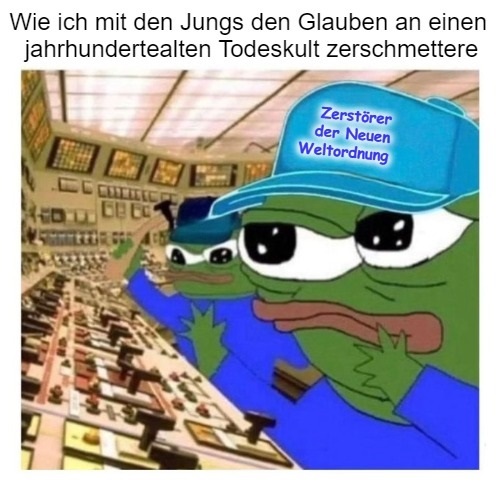 Wie ich mit den Jungs den Glauben an einen
jahrhundertealten Todeskult zerschmettere
Zerstörer
der Neuen
Weltordnung